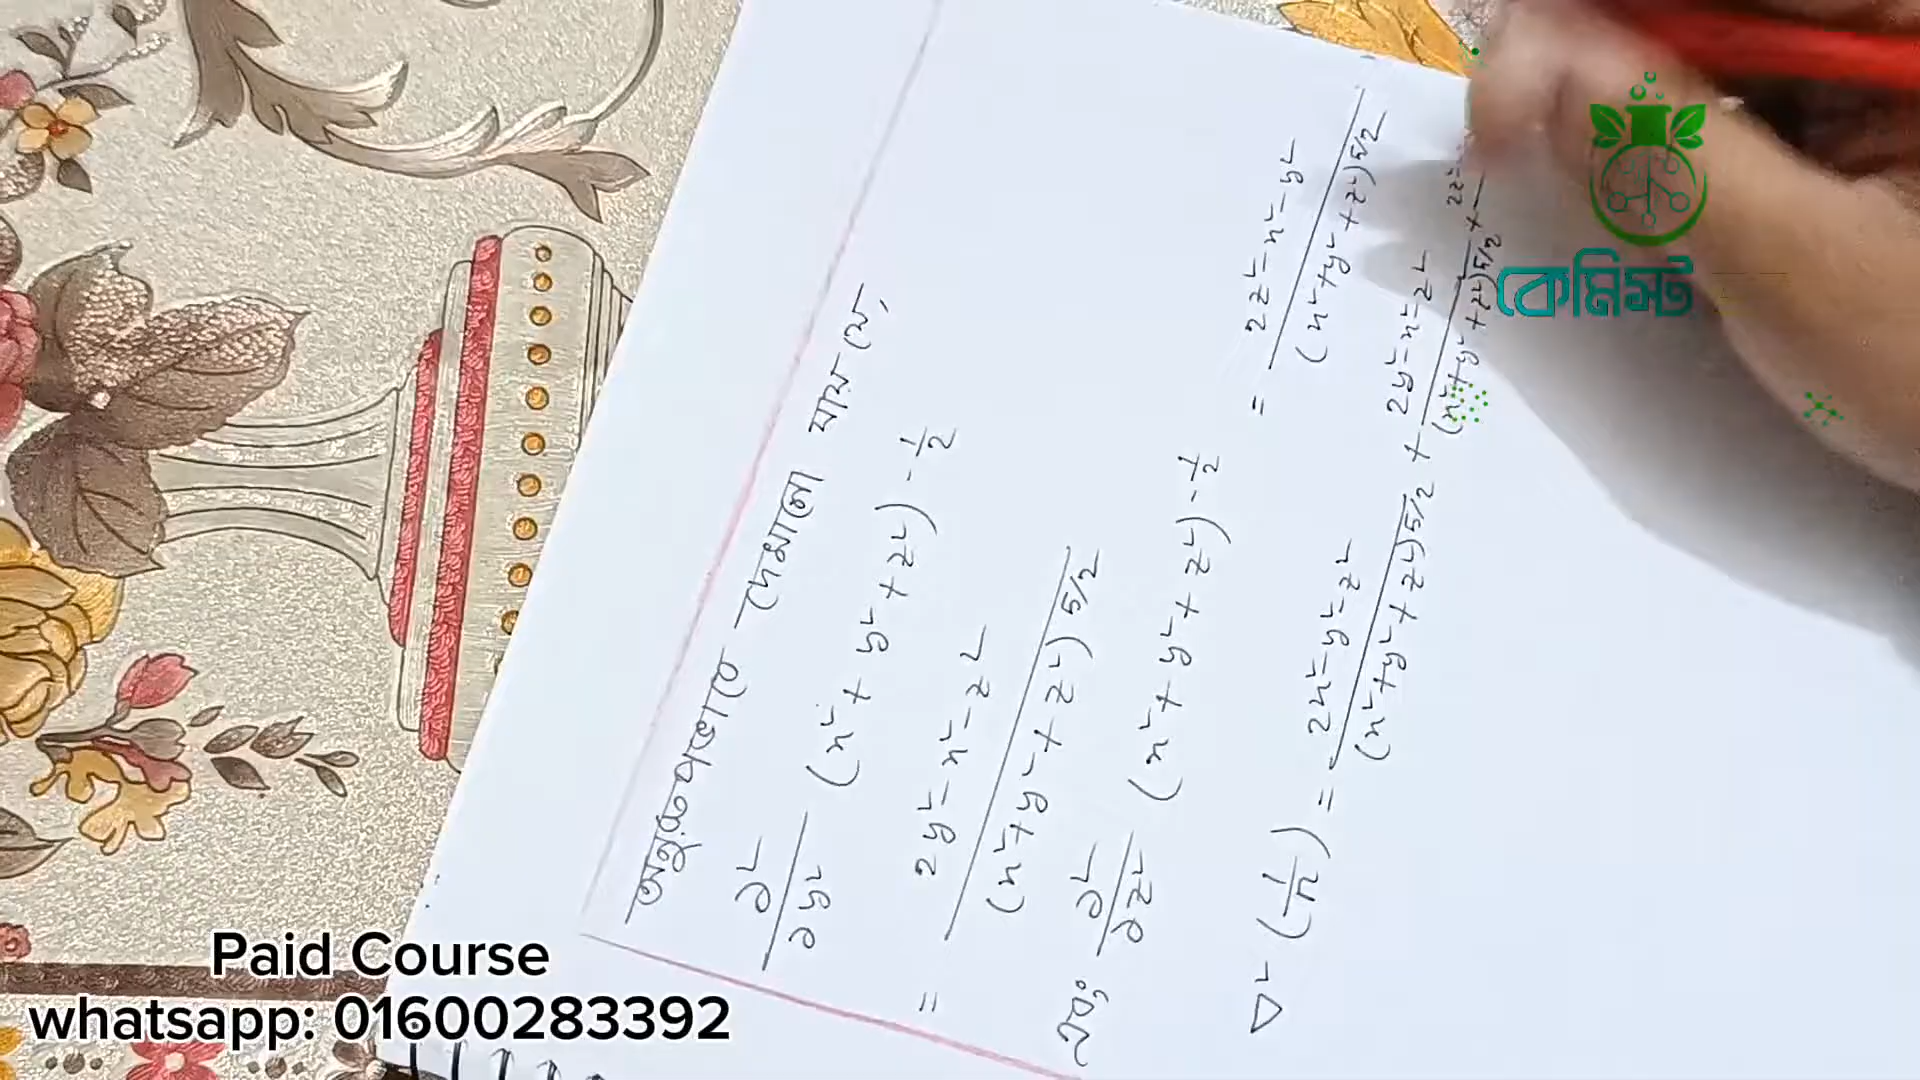 অনুরূপভাবে দেখানো যায় যে,
∂²/∂y² (x² + y² + z²)^-1/2
= 2y² - x² - z² / (x² + y² + z²)^5/2
এবং ∂²/∂z² (x² + y² + z²)^-1/2 = 2z² - x² - y² / (x² + y² + z²)^5/2
∇² (1/r) = 2x² - y² - z² / (x² + y² + z²)^5/2 + 2y² - x² - z² / (x² + y² + z²)^5/2 + 2z² -
কেমিস্ট
Paid Course
whatsapp: 01600283392